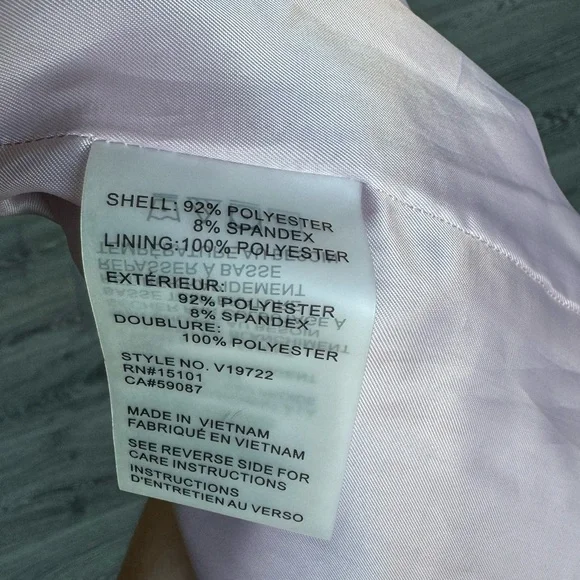 SHELL: 92% POLYESTER
8% SPANDEX
LINING:100% POLYESTER
EXTÉRIEUR:
92% POLYESTER
8% SPANDEX
DOUBLURE:
100% POLYESTER
STYLE NO. V19722
RN#15101
CA#59087
MADE IN VIETNAM
FABRIQUÉ EN VIETNAM
SEE REVERSE SIDE FOR
CARE INSTRUCTIONS
INSTRUCTIONS
D'ENTRETIEN AU VERSO